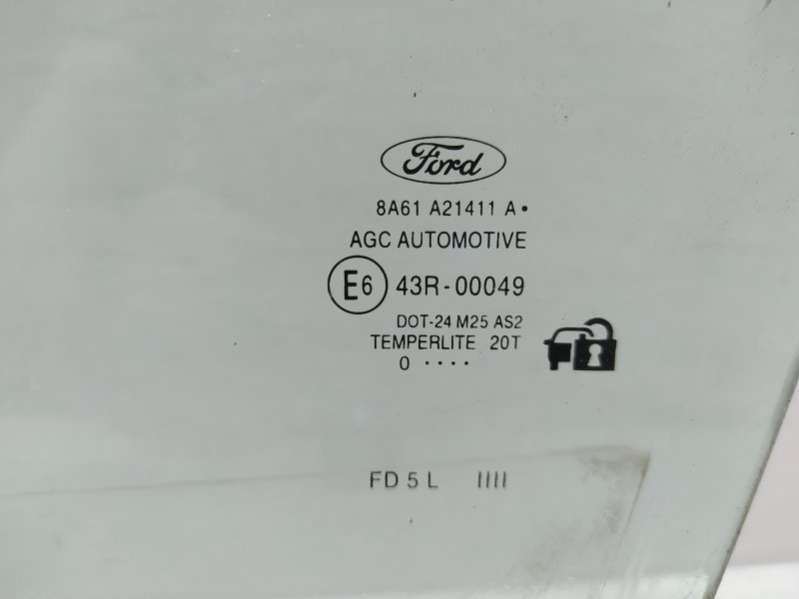 Ford
8A61 A21411 A•
AGC AUTOMOTIVE
E6 43R-00049
DOT-24 M25 AS2
TEMPERLITE 20T
0 ····
FD 5 L IIII